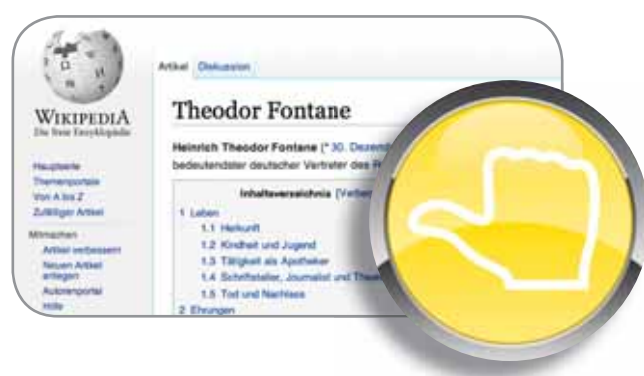 WIKIPEDIA
Die freie Enzyklopädie
Hauptseite
Themenportale
Von A bis Z
Zufälliger Artikel
Mitmachen
Artikel verbessern
Neuen Artikel
anlegen
Autorenportal
Hilfe
Artikel Diskussion
Theodor Fontane
Heinrich Theodor Fontane (* 30.
bedeutendster deutscher Vertreter des
Inhaltsverzeichnis
1 Leben
1.1 Herkunft
1.2 Kindheit und Jugend
1.3 Tätigkeit als Apotheker
1.4 Schriftsteller, Journalist und
1.5 Tod und Nachlass
2 Ehrungen